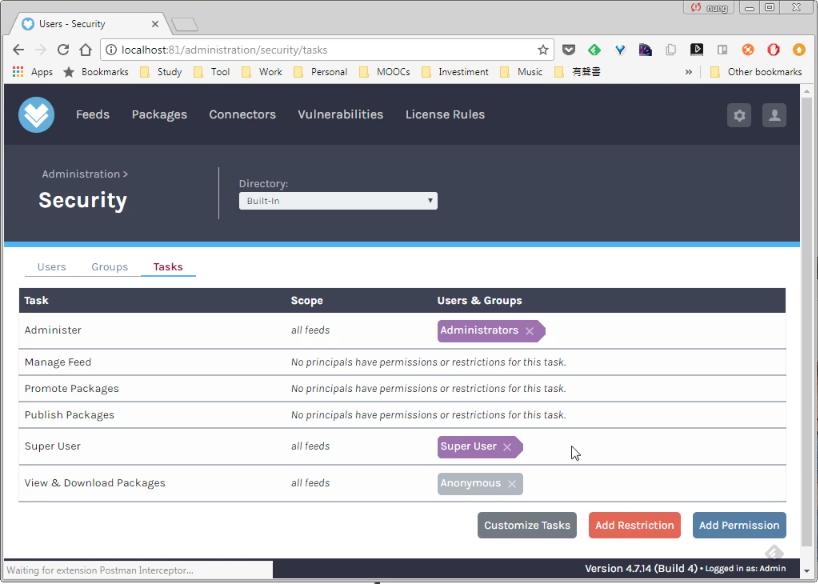 nung
Users - Security
localhost:81/administration/security/tasks
Apps Bookmarks Study Tool Work Personal MOOCs Investiment Music 有聲書 » Other bookmarks
Feeds Packages Connectors Vulnerabilities License Rules
Administration >
Security
Directory:
Built-In
Users Groups Tasks
Task Scope Users & Groups
Administer all feeds Administrators ×
Manage Feed No principals have permissions or restrictions for this task.
Promote Packages No principals have permissions or restrictions for this task.
Publish Packages No principals have permissions or restrictions for this task.
Super User all feeds Super User ×
View & Download Packages all feeds Anonymous ×
Customize Tasks Add Restriction Add Permission
Waiting for extension Postman Interceptor...
Version 4.7.14 (Build 4) • Logged in as: Admin